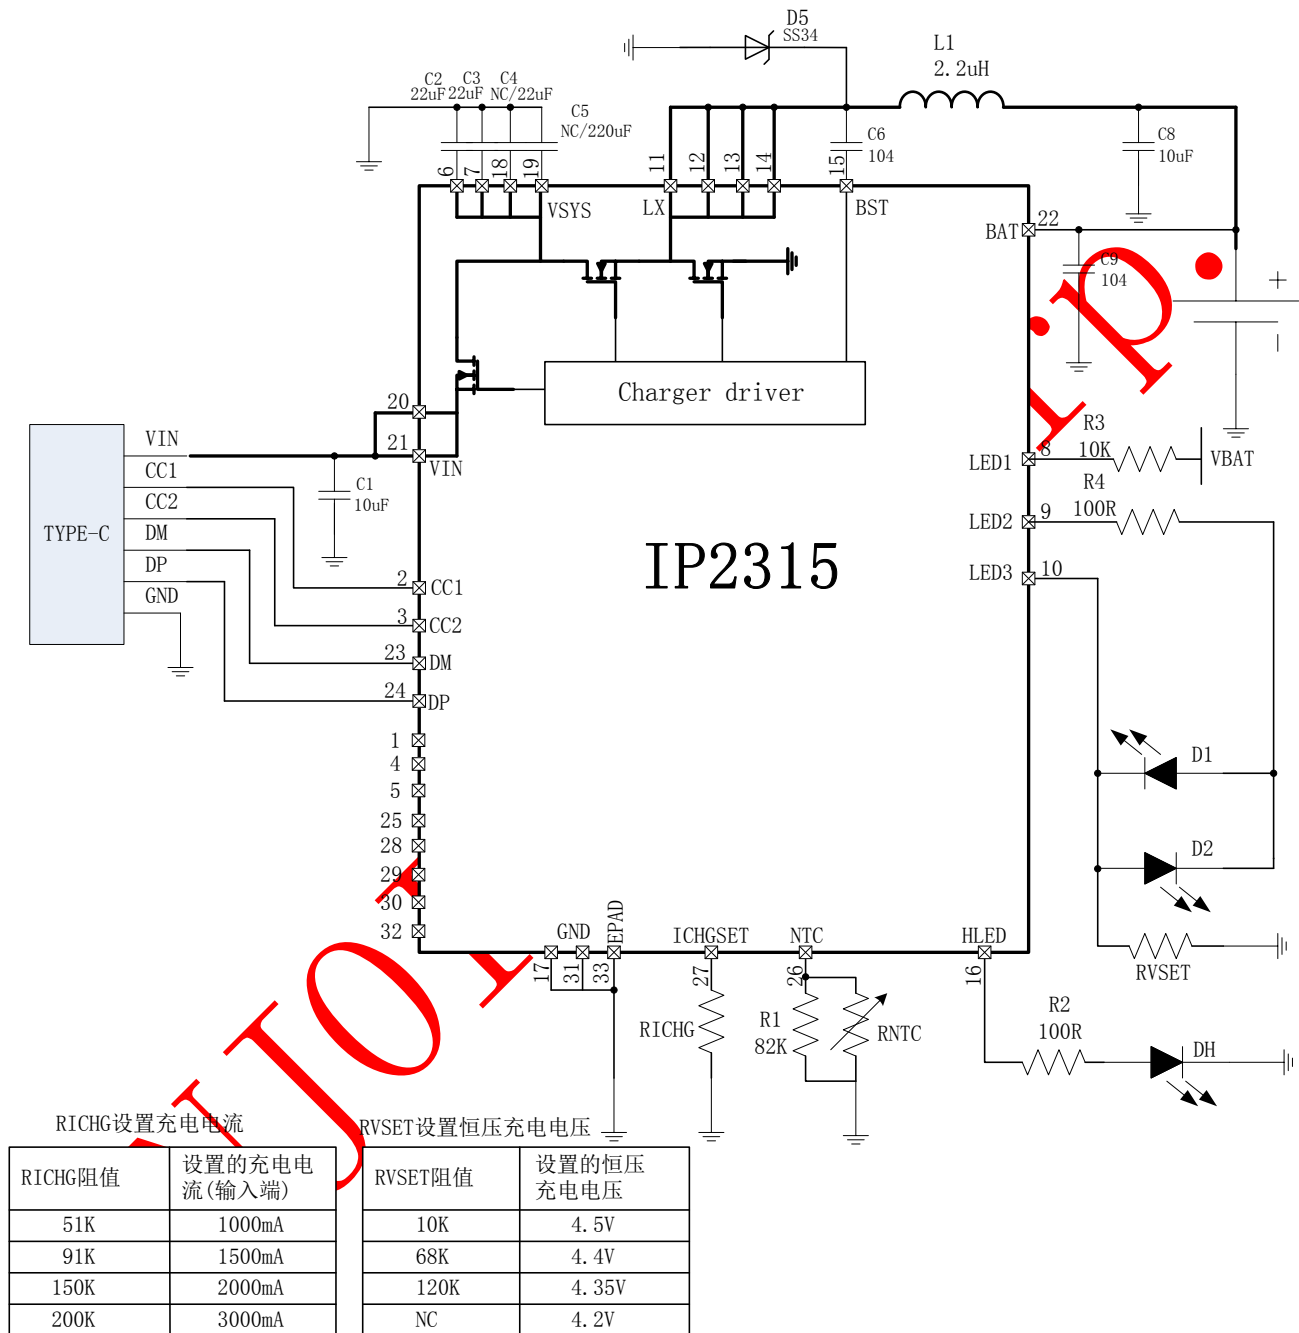 D5
SS34
L1
2.2uH
C2
22uF
C3
22uF
C4
NC/22uF
C5
NC/220uF
C6
104
C8
10uF
6
7
18
19
11
12
13
14
15
VSYS
LX
BST
BAT
22
C9
104
+
Charger driver
20
21
VIN
TYPE-C
VIN
CC1
CC2
DM
DP
GND
C1
10uF
IP2315
LED1
8
R3
10K
VBAT
R4
100R
LED2
9
LED3
10
2
CC1
3
CC2
23
DM
24
DP
1
4
5
25
28
29
30
32
D1
D2
RVSET
GND
EPAD
ICHGSET
NTC
HLED
17
31
33
27
26
16
RICHG
R1
82K
RNTC
R2
100R
DH
RICHG设置充电电流
RICHG阻值 设置的充电电流(输入端)
51K 1000mA
91K 1500mA
150K 2000mA
200K 3000mA
RVSET设置恒压充电电压
RVSET阻值 设置的恒压充电电压
10K 4.5V
68K 4.4V
120K 4.35V
NC 4.2V